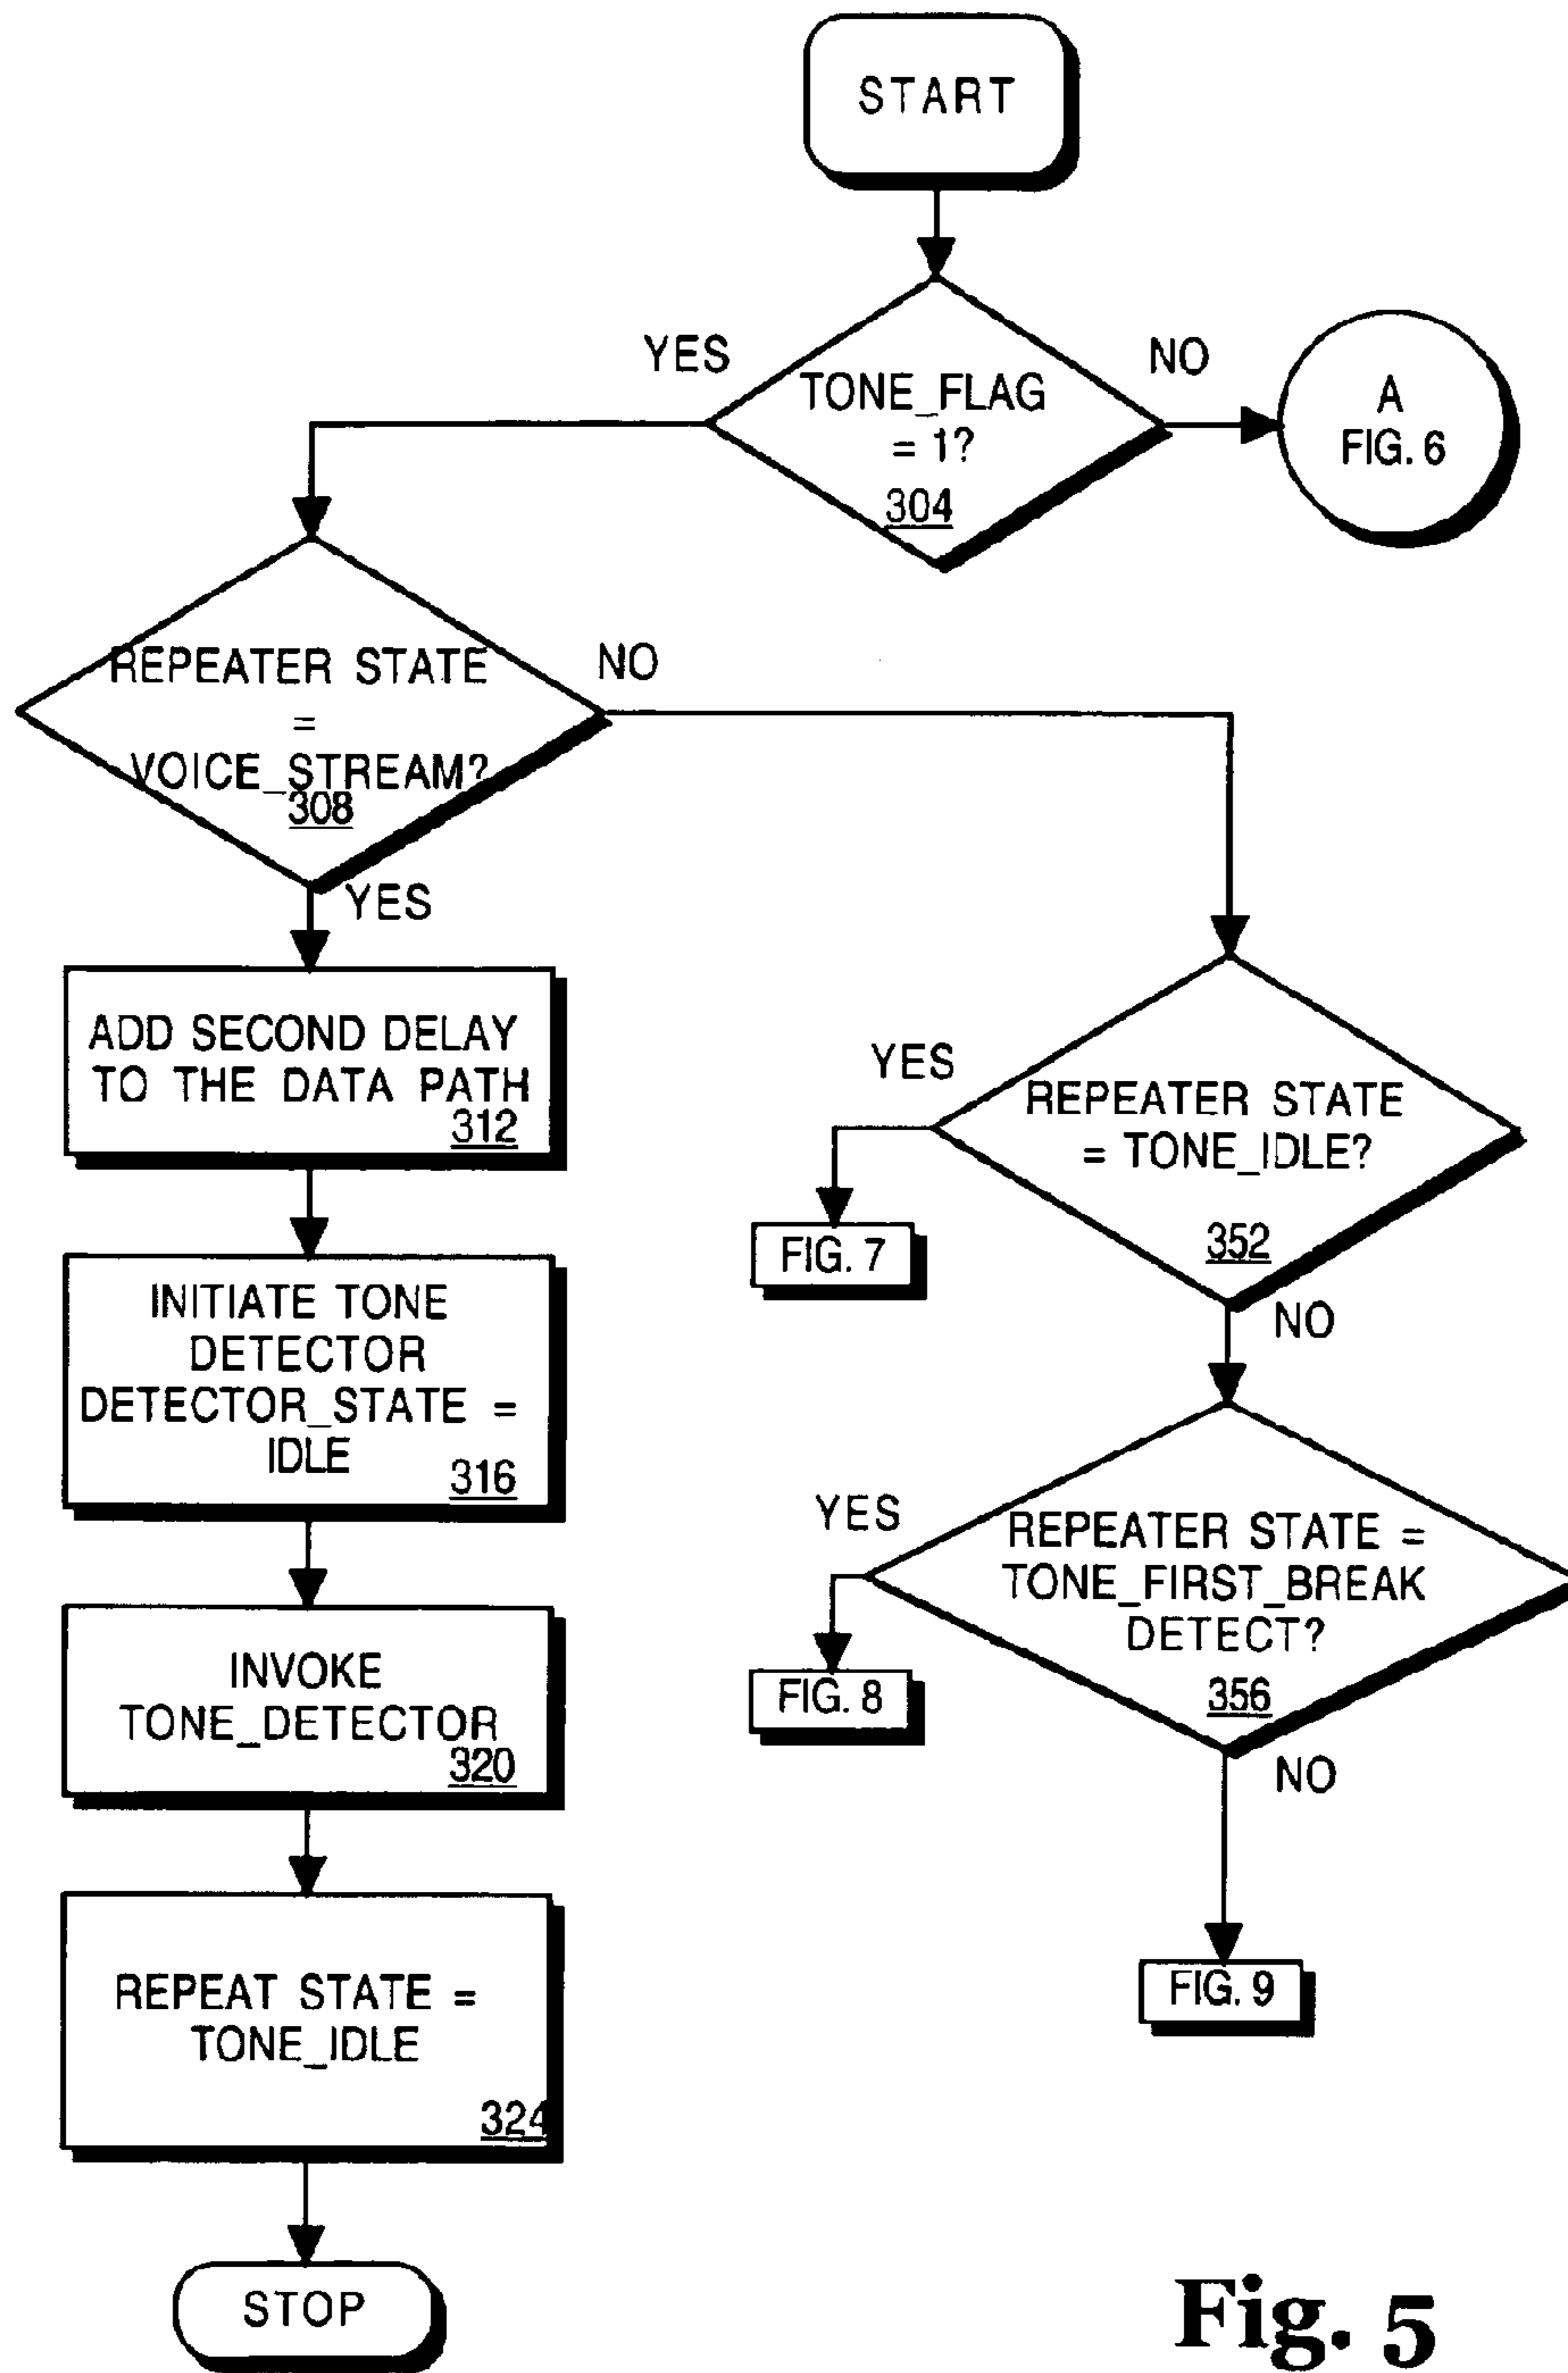 START
YES
NO
TONE_FLAG
= 1?
304
A
FIG. 6
REPEATER STATE
=
VOICE_STREAM?
308
NO
YES
ADD SECOND DELAY
TO THE DATA PATH
312
INITIATE TONE
DETECTOR
DETECTOR_STATE =
IDLE
316
INVOKE
TONE_DETECTOR
320
REPEAT STATE =
TONE_IDLE
324
STOP
YES
REPEATER STATE
= TONE_IDLE?
352
FIG. 7
NO
YES
REPEATER STATE =
TONE_FIRST_BREAK
DETECT?
356
FIG. 8
NO
FIG. 9
Fig. 5